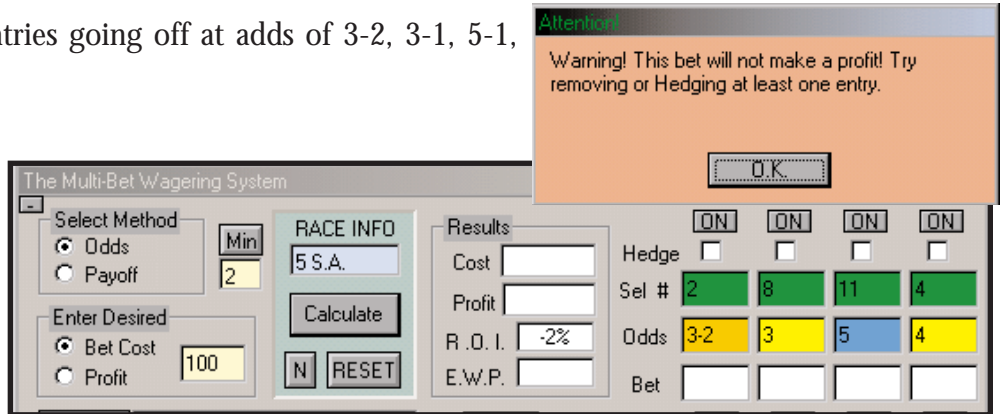 ntries going off at adds of 3-2, 3-1, 5-1,
Attention!
Warning! This bet will not make a profit! Try
removing or Hedging at least one entry.
O.K.
The Multi-Bet Wagering System
-
Select Method
Odds
Payoff
Min
2
Enter Desired
Bet Cost
Profit
100
RACE INFO
5 S.A.
Calculate
N RESET
Results
Cost
Profit
R.O.I. -2%
E.W.P.
ON ON ON ON
Hedge
Sel # 2 8 11 4
Odds 3-2 3 5 4
Bet